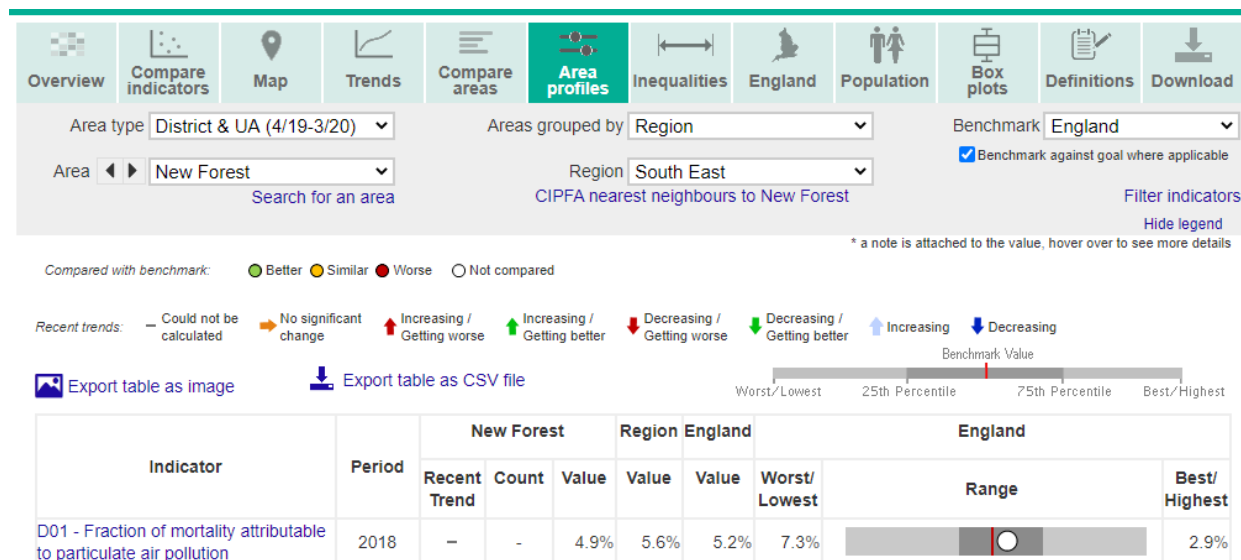 Overview
Compare
indicators
Map
Trends
Compare
areas
Area
profiles
Inequalities
England
Population
Box
plots
Definitions
Download
Area type District & UA (4/19-3/20) Areas grouped by Region Benchmark England
Benchmark against goal where applicable
Area New Forest Region South East
Search for an area CIPFA nearest neighbours to New Forest Filter indicators
Hide legend
* a note is attached to the value, hover over to see more details
Compared with benchmark: Better Similar Worse Not compared
Recent trends: – Could not be
calculated
No significant
change
Increasing /
Getting worse
Increasing /
Getting better
Decreasing /
Getting worse
Decreasing /
Getting better
Increasing
Decreasing
Benchmark Value
Export table as image Export table as CSV file
Worst/Lowest 25th Percentile 75th Percentile Best/Highest
New Forest Region England England
Indicator Period
Recent
Trend
Count Value Value Value
Worst/
Lowest
Range
Best/
Highest
D01 - Fraction of mortality attributable
to particulate air pollution
2018 – - 4.9% 5.6% 5.2% 7.3% 2.9%